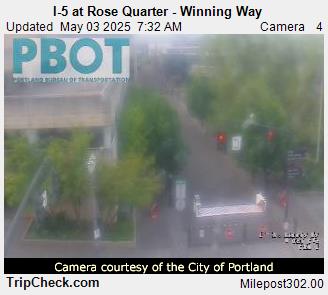 I-5 at Rose Quarter - Winning Way
Updated May 03 2025 7:32 AM Camera 4
PBOT
PORTLAND BUREAU OF TRANSPORTATION
Camera courtesy of the City of Portland
TripCheck.com Milepost302.00